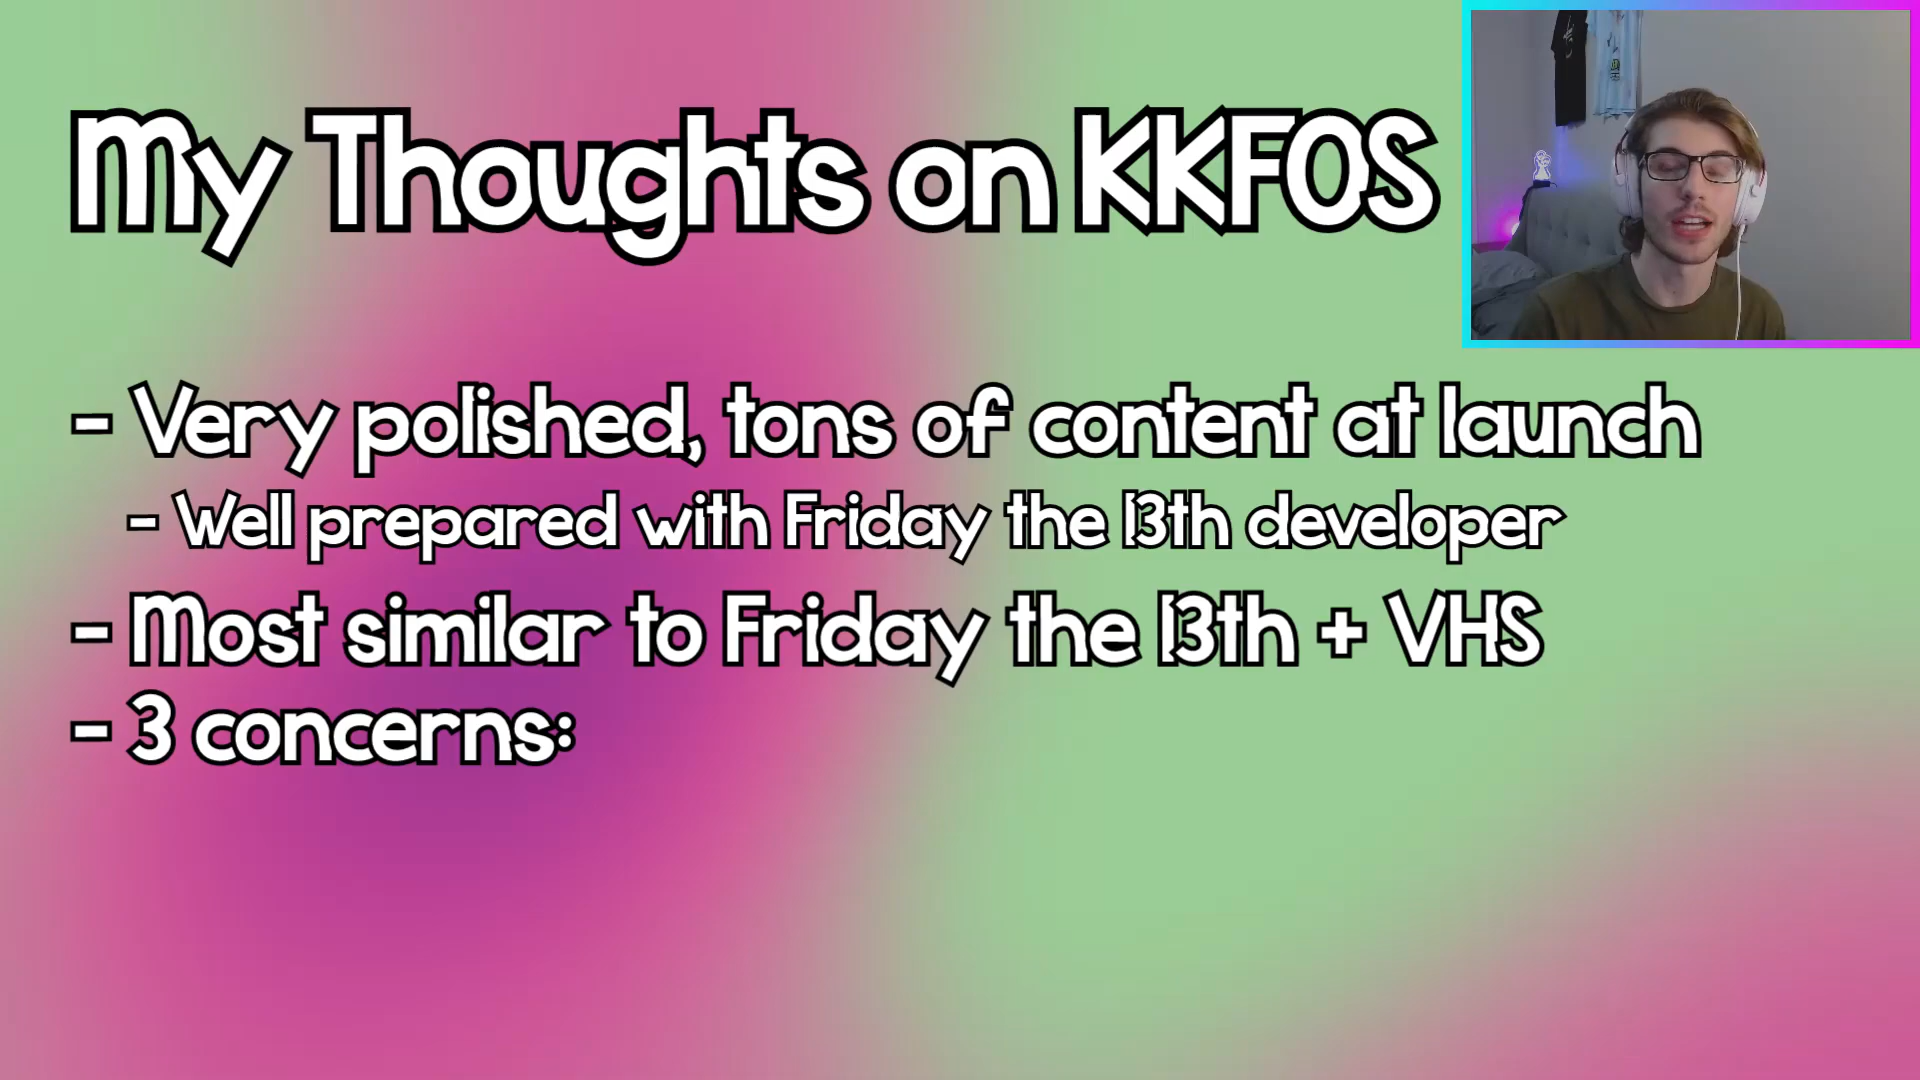 My Thoughts on KKFOS
- Very polished, tons of content at launch
- Well prepared with Friday the 13th developer
- Most similar to Friday the 13th + VHS
- 3 concerns: